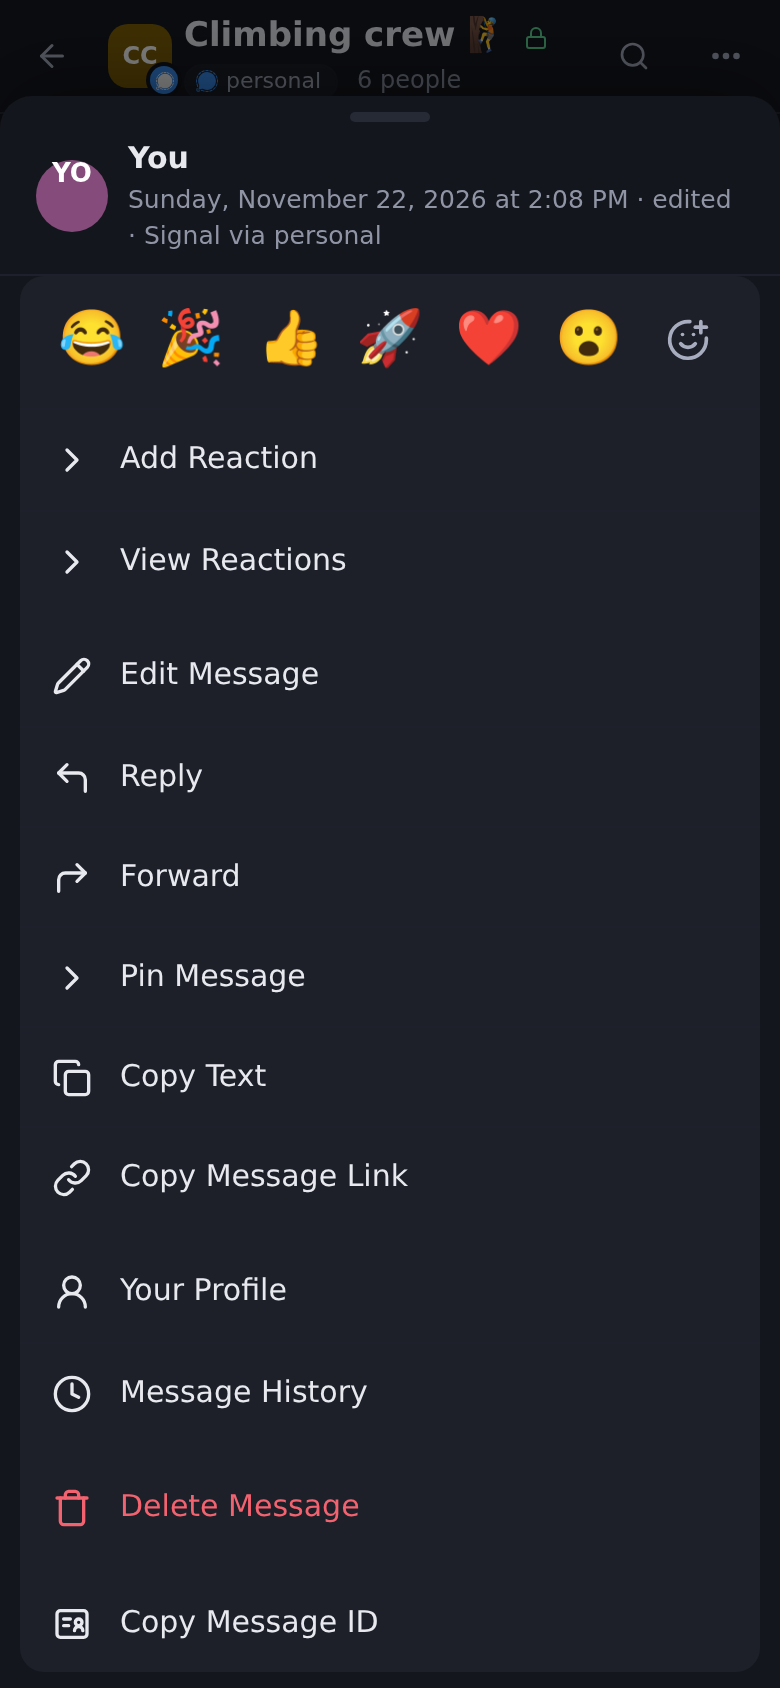 CC
Climbing crew 🧗
personal 6 people
YO
You
Sunday, November 22, 2026 at 2:08 PM · edited
· Signal via personal
Add Reaction
View Reactions
Edit Message
Reply
Forward
Pin Message
Copy Text
Copy Message Link
Your Profile
Message History
Delete Message
Copy Message ID